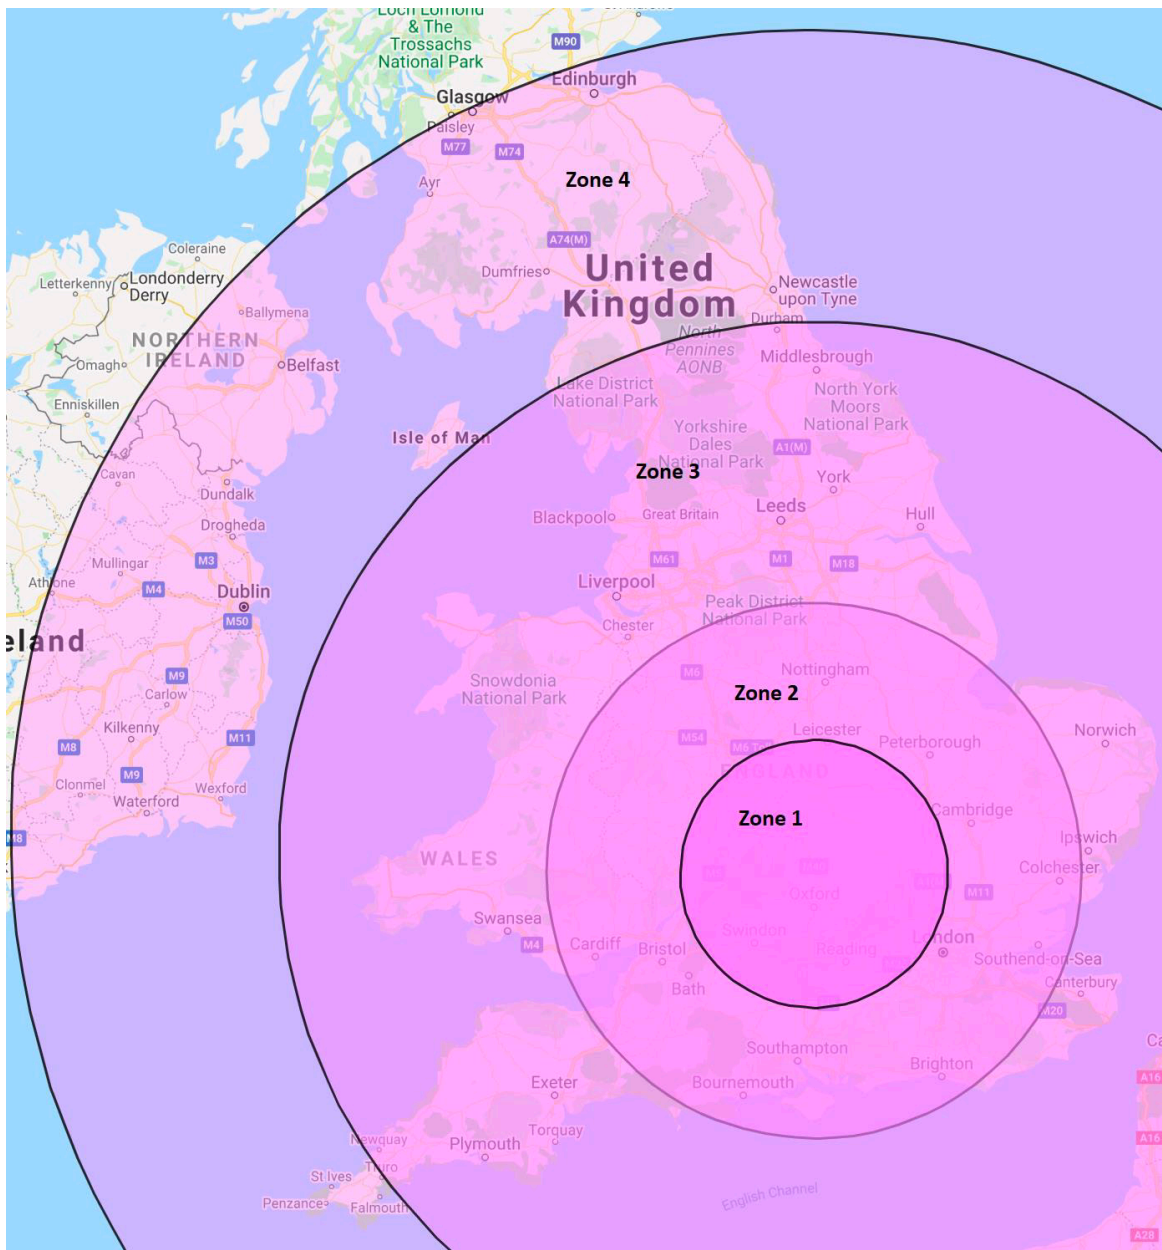 Loch Lomond
& The
Trossachs
National Park
M90
Edinburgh
Glasgow
Paisley
M77
M74
Zone 4
Ayr
A74(M)
Coleraine
Letterkenny
Londonderry
Derry
Dumfries
United
Kingdom
Newcastle
upon Tyne
Ballymena
Durham
NORTHERN
IRELAND
North
Pennines
AONB
Omagh
Belfast
Middlesbrough
Lake District
National Park
North York
Moors
National Park
Enniskillen
Isle of Man
Yorkshire
Dales
National Park
A1(M)
Zone 3
Cavan
York
Dundalk
Leeds
Blackpool
Great Britain
Hull
Drogheda
M3
M61
M1
M18
Mullingar
Athlone
M4
Dublin
Liverpool
M50
Peak District
National Park
Chester
eland
M9
Snowdonia
National Park
M6
Nottingham
Carlow
Zone 2
Kilkenny
M11
M8
M54
Leicester
Norwich
Peterborough
M6 Toll
M9
ENGLAND
Clonmel
Wexford
Waterford
Zone 1
Cambridge
M8
Ipswich
WALES
Colchester
Oxford
M11
Swansea
M4
Cardiff
Bristol
Swindon
Reading
London
Southend-on-Sea
Bath
Canterbury
M20
Southampton
Ca
Bournemouth
Brighton
Exeter
A16
Torquay
Newquay
Plymouth
A16
Truro
St Ives
Penzance
Falmouth
English Channel
A28